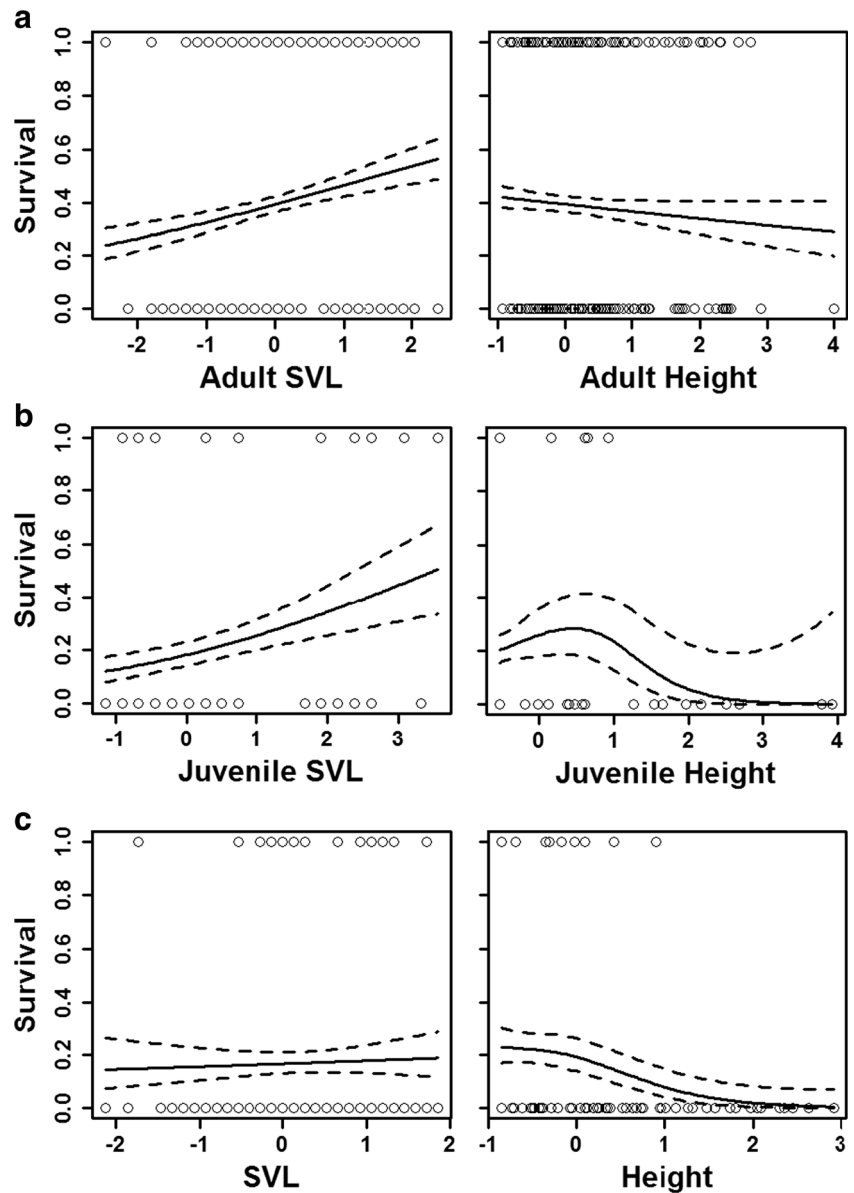 a
Survival
0.0 0.2 0.4 0.6 0.8 1.0
-2 -1 0 1 2
Adult SVL
-1 0 1 2 3 4
Adult Height
b
Survival
0.0 0.2 0.4 0.6 0.8 1.0
-1 0 1 2 3
Juvenile SVL
0 1 2 3 4
Juvenile Height
c
Survival
0.0 0.2 0.4 0.6 0.8 1.0
-2 -1 0 1 2
SVL
-1 0 1 2 3
Height